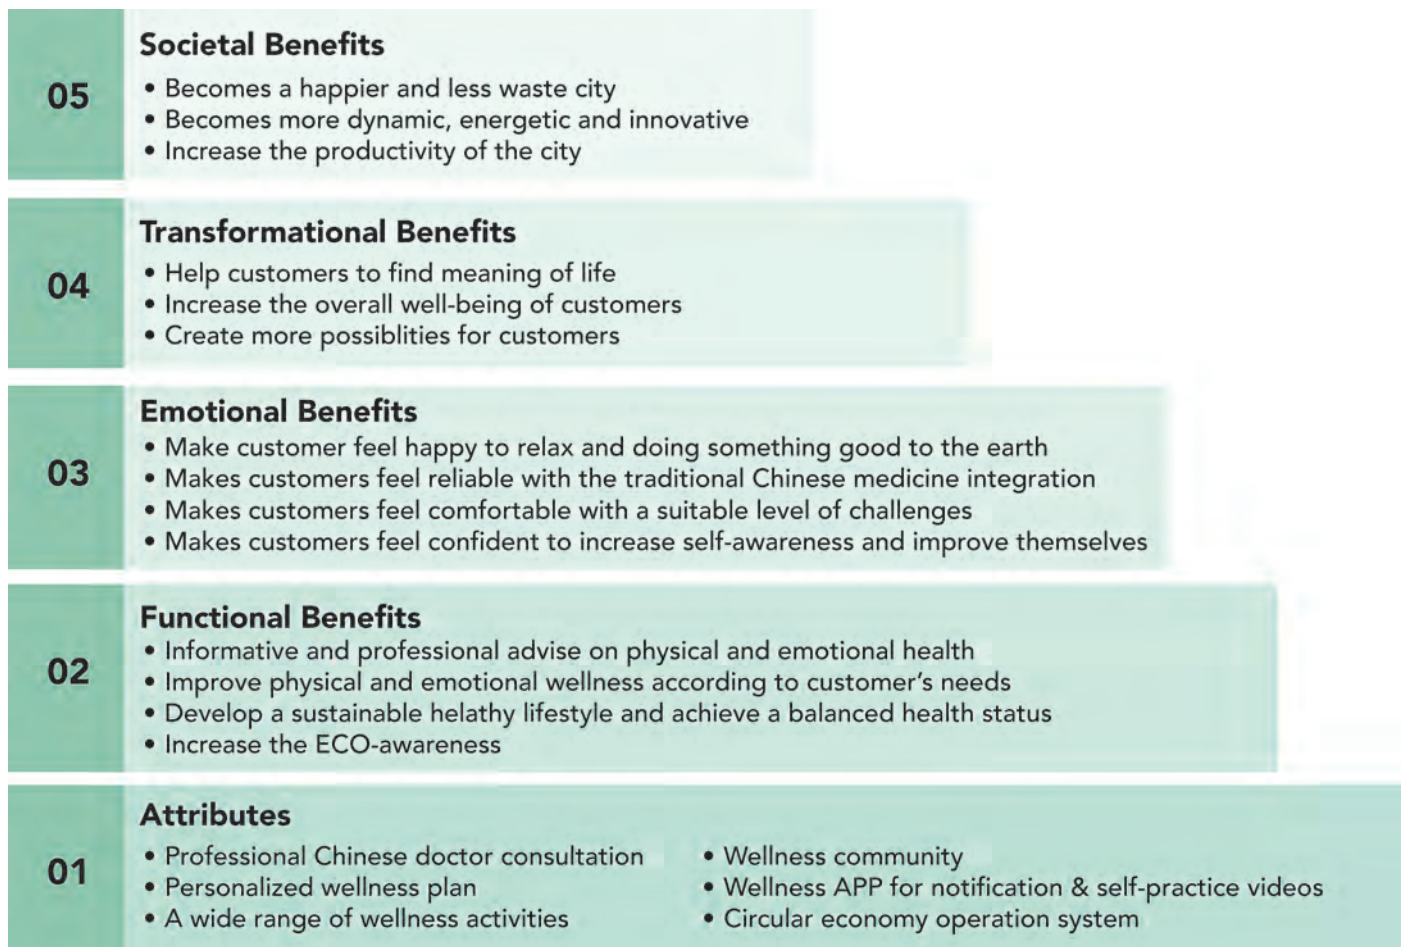 05
Societal Benefits
• Becomes a happier and less waste city
• Becomes more dynamic, energetic and innovative
• Increase the productivity of the city
04
Transformational Benefits
• Help customers to find meaning of life
• Increase the overall well-being of customers
• Create more possiblities for customers
03
Emotional Benefits
• Make customer feel happy to relax and doing something good to the earth
• Makes customers feel reliable with the traditional Chinese medicine integration
• Makes customers feel comfortable with a suitable level of challenges
• Makes customers feel confident to increase self-awareness and improve themselves
02
Functional Benefits
• Informative and professional advise on physical and emotional health
• Improve physical and emotional wellness according to customer's needs
• Develop a sustainable helathy lifestyle and achieve a balanced health status
• Increase the ECO-awareness
01
Attributes
• Professional Chinese doctor consultation
• Personalized wellness plan
• A wide range of wellness activities
• Wellness community
• Wellness APP for notification & self-practice videos
• Circular economy operation system